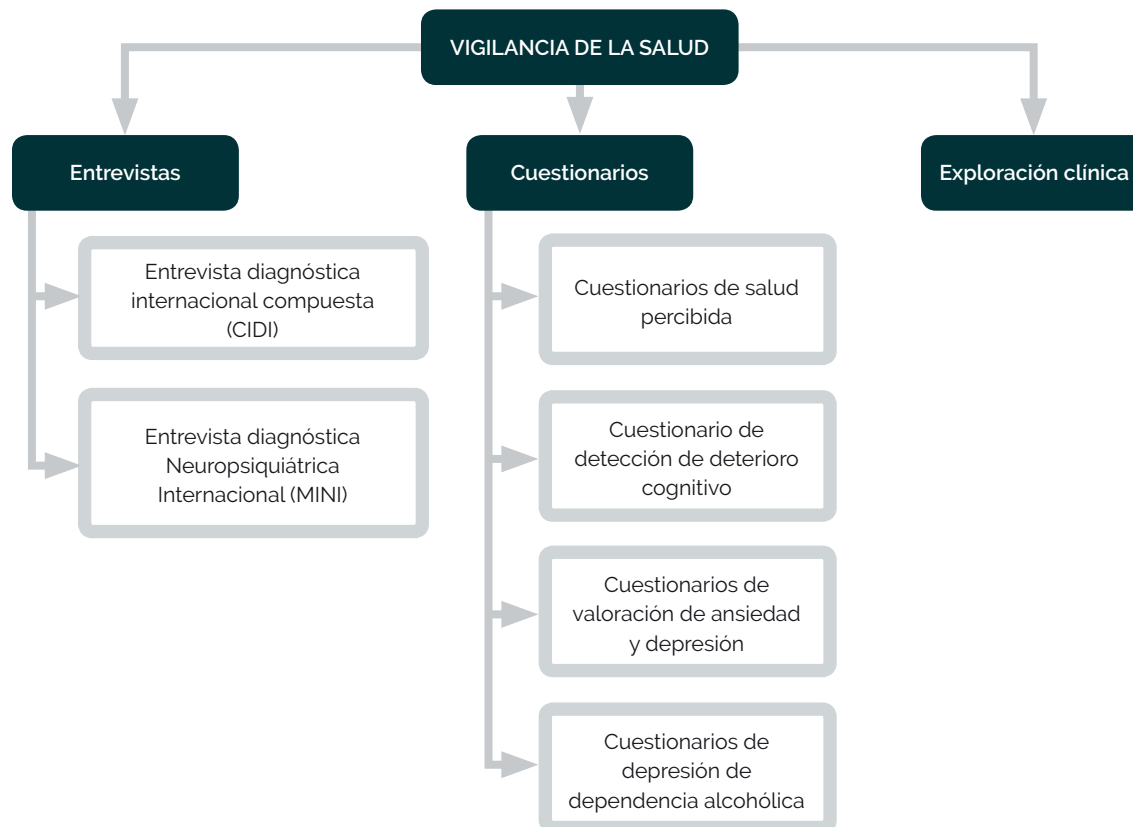 VIGILANCIA DE LA SALUD
Entrevistas
Entrevista diagnóstica
internacional compuesta
(CIDI)
Entrevista diagnóstica
Neuropsiquiátrica
Internacional (MINI)
Cuestionarios
Cuestionarios de salud
percibida
Cuestionario de
detección de deterioro
cognitivo
Cuestionarios de
valoración de ansiedad
y depresión
Cuestionarios de
depresión de
dependencia alcohólica
Exploración clínica